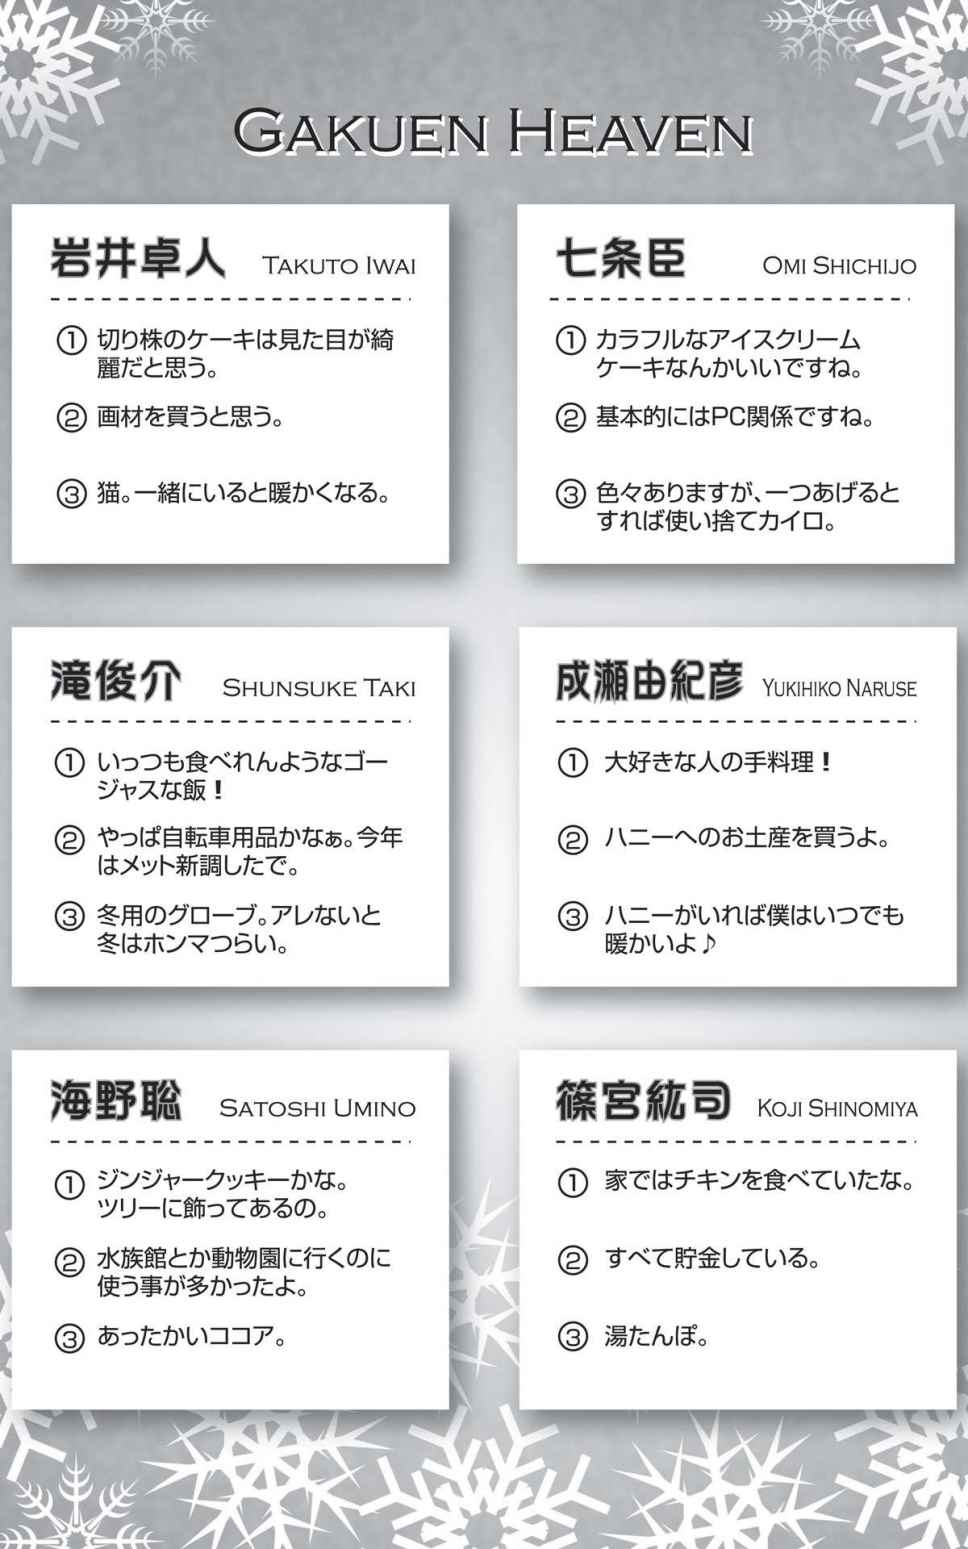 GAKUEN HEAVEN
岩井卓人 TAKUTO IWAI
① 切り株のケーキは見た目が綺
麗だと思う。
② 画材を買うと思う。
③ 猫。一緒にいると暖かくなる。
七条臣 OMI SHICHIJO
① カラフルなアイスクリーム
ケーキなんかいいですね。
② 基本的にはPC関係ですね。
③ 色々ありますが、一つあげると
すれば使い捨てカイロ。
滝俊介 SHUNSUKE TAKI
① いっつも食べれんようなゴー
ジャスな飯！
② やっぱ自転車用品かなぁ。今年
はメット新調したで。
③ 冬用のグローブ。アレないと
冬はホンマつらい。
成瀬由紀彦 YUKIHIKO NARUSE
① 大好きな人の手料理！
② ハニーへのお土産を買うよ。
③ ハニーがいれば僕はいつでも
暖かいよ♪
海野聡 SATOSHI UMINO
① ジンジャークッキーかな。
ツリーに飾ってあるの。
② 水族館とか動物園に行くのに
使う事が多かったよ。
③ あったかいココア。
篠宮紘司 KOJI SHINOMIYA
① 家ではチキンを食べていたな。
② すべて貯金している。
③ 湯たんぽ。